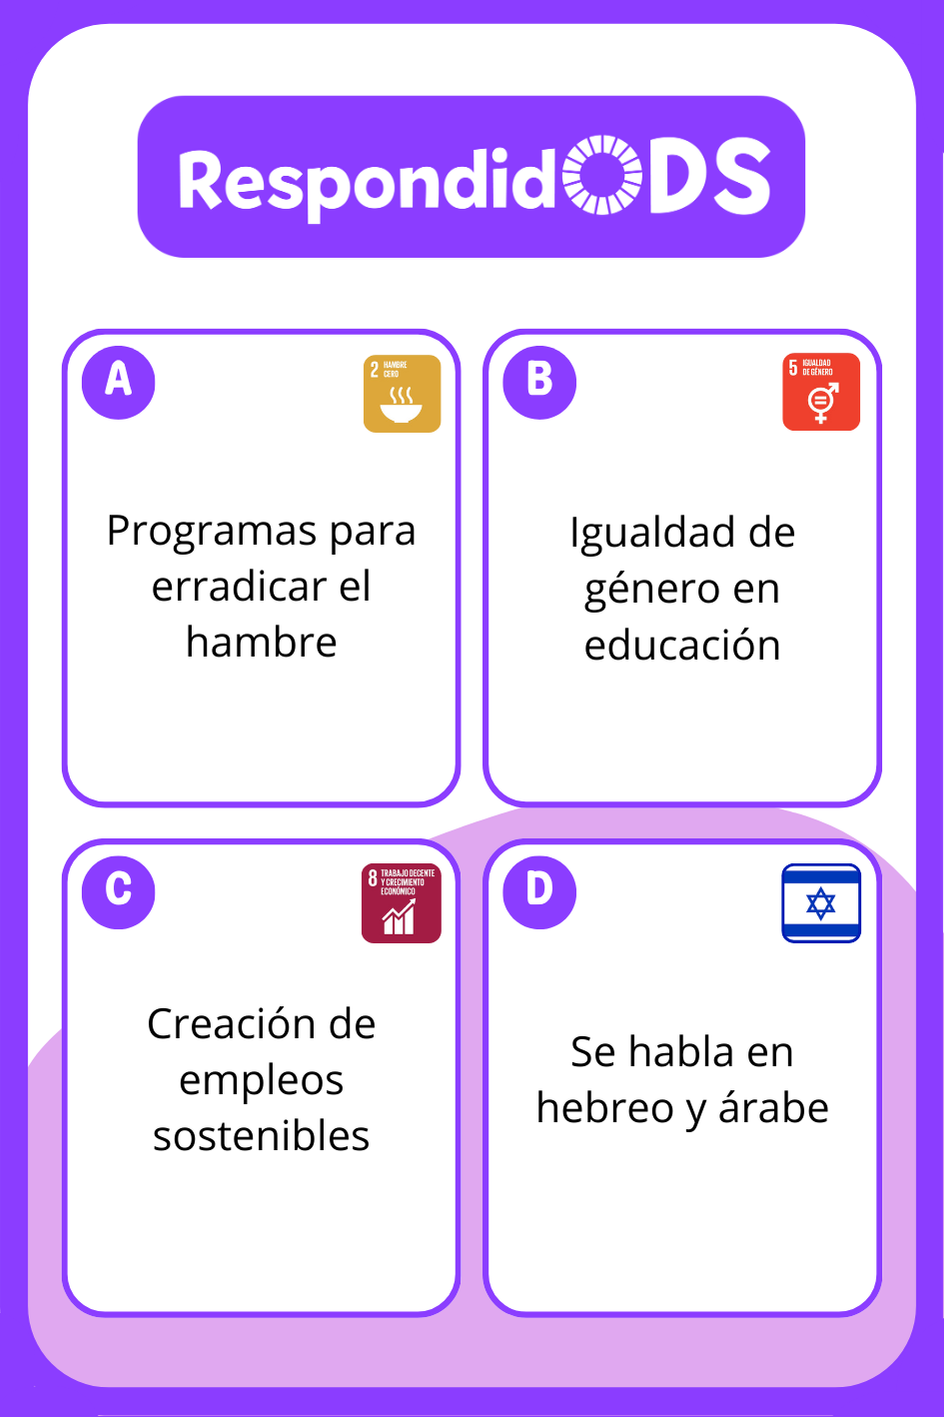 RespondidODS
A
2 HAMBRE
CERO
Programas para
erradicar el
hambre
B
5 IGUALDAD
DE GÉNERO
Igualdad de
género en
educación
C
8 TRABAJO DECENTE
Y CRECIMIENTO
ECONÓMICO
Creación de
empleos
sostenibles
D
Se habla en
hebreo y árabe